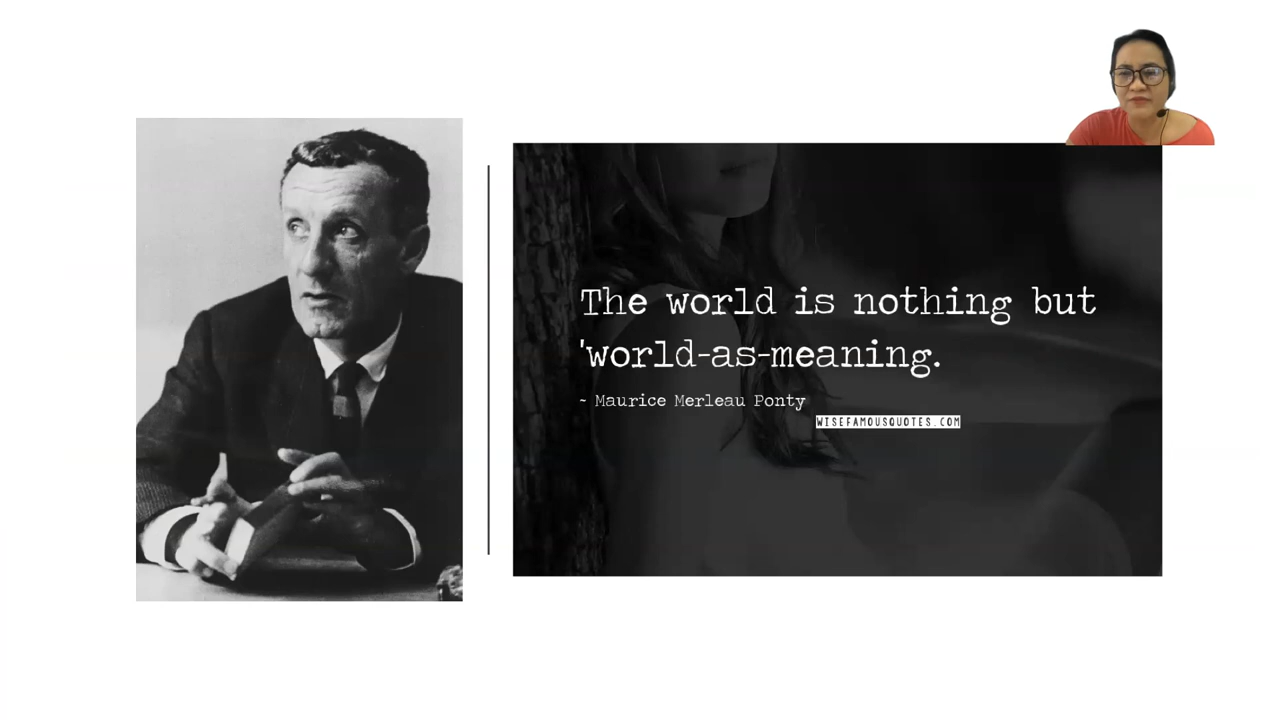 The world is nothing but
'world-as-meaning.
~ Maurice Merleau Ponty
WISEFAMOUSQUOTES.COM